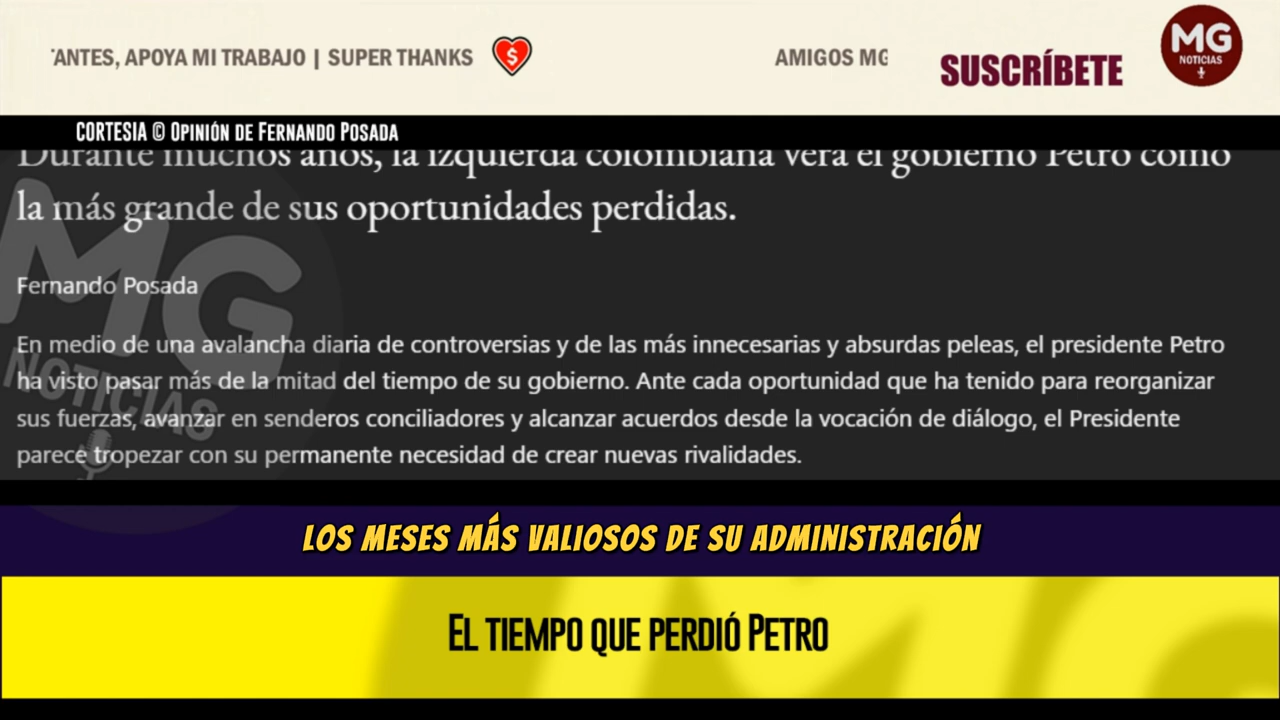 'ANTES, APOYA MI TRABAJO | SUPER THANKS
AMIGOS MG
SUSCRÍBETE
MG
NOTICIAS
CORTESIA © OPINIÓN DE FERNANDO POSADA
Durante muchos años, la izquierda colombiana verá el gobierno Petro como
la más grande de sus oportunidades perdidas.
Fernando Posada
En medio de una avalancha diaria de controversias y de las más innecesarias y absurdas peleas, el presidente Petro
ha visto pasar más de la mitad del tiempo de su gobierno. Ante cada oportunidad que ha tenido para reorganizar
sus fuerzas, avanzar en senderos conciliadores y alcanzar acuerdos desde la vocación de diálogo, el Presidente
parece tropezar con su permanente necesidad de crear nuevas rivalidades.
MG
NOTICIAS
LOS MESES MÁS VALIOSOS DE SU ADMINISTRACIÓN
EL TIEMPO QUE PERDIÓ PETRO